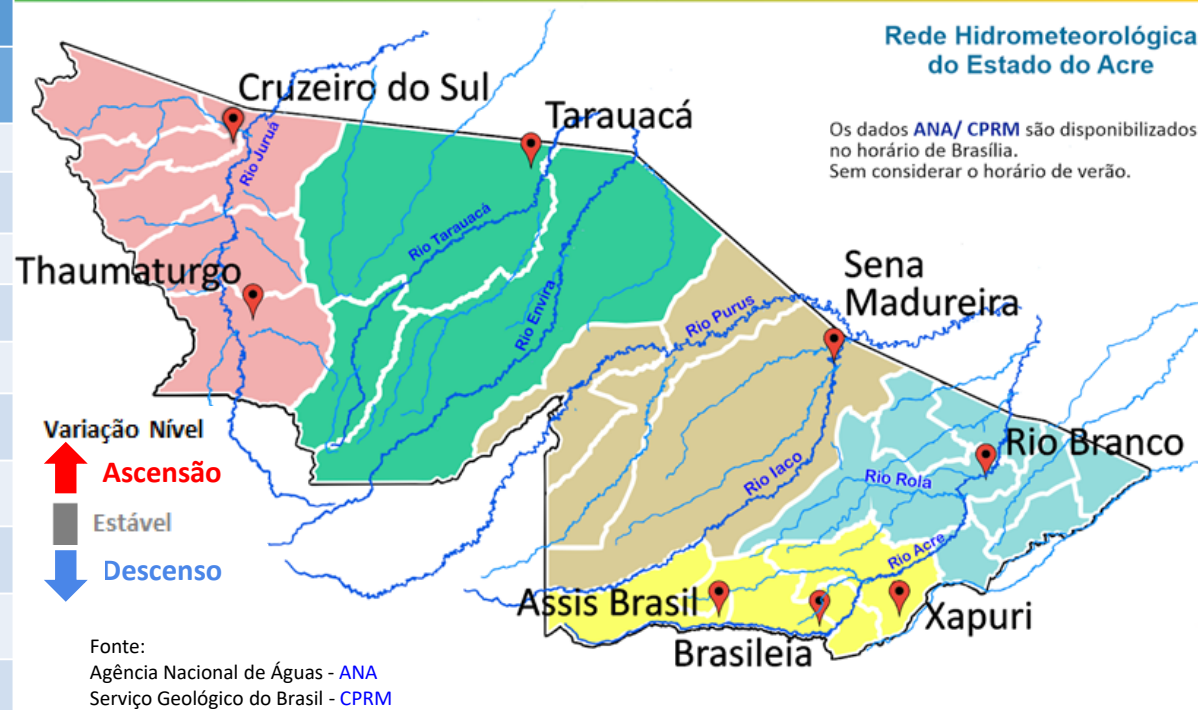 Rede Hidrometeorológica
do Estado do Acre
Os dados ANA/ CPRM são disponibilizados
no horário de Brasília.
Sem considerar o horário de verão.
Cruzeiro do Sul
Tarauacá
Rio Juruá
Rio Tarauacá
Thaumaturgo
Rio Envira
Sena
Madureira
Rio Purus
Variação Nível
Ascensão
Estável
Descenso
Rio Branco
Rio Iaco
Rio Rola
Rio Acre
Assis Brasil
Xapuri
Brasileia
Fonte:
Agência Nacional de Águas - ANA
Serviço Geológico do Brasil - CPRM